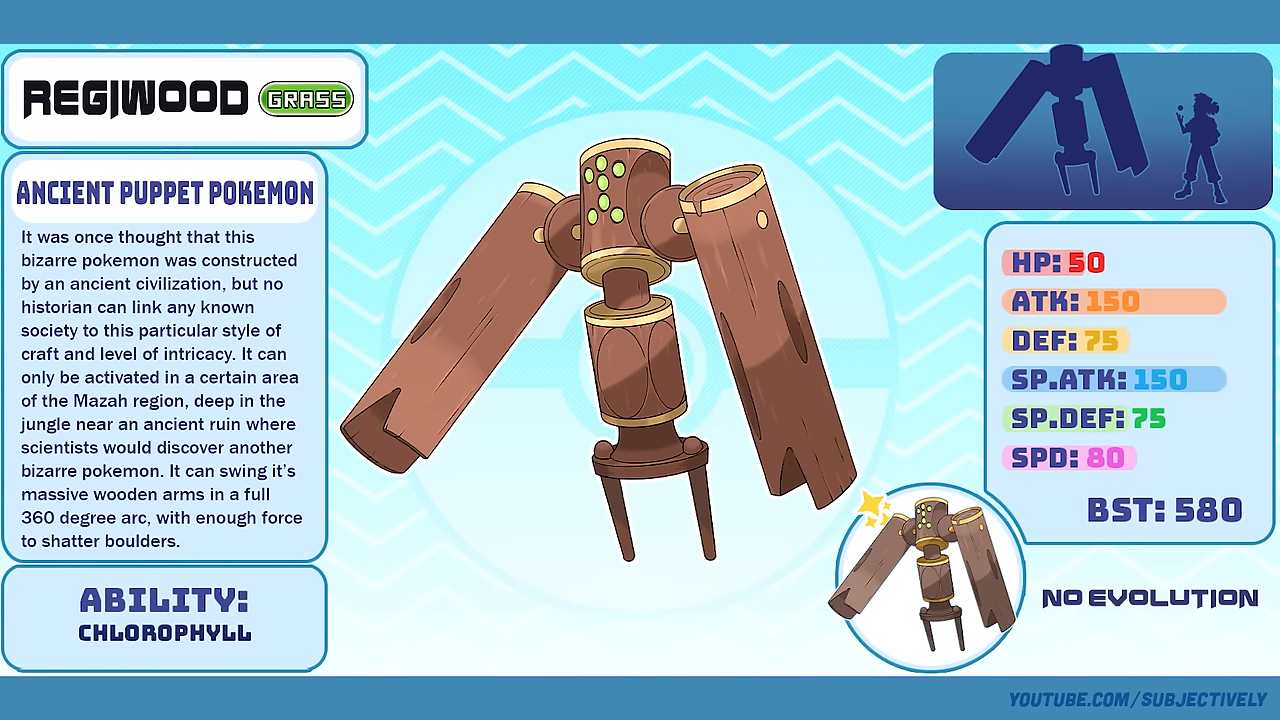 REGIWOOD GRASS
ANCIENT PUPPET POKEMON
It was once thought that this
bizarre pokemon was constructed
by an ancient civilization, but no
historian can link any known
society to this particular style of
craft and level of intricacy. It can
only be activated in a certain area
of the Mazah region, deep in the
jungle near an ancient ruin where
scientists would discover another
bizarre pokemon. It can swing it's
massive wooden arms in a full
360 degree arc, with enough force
to shatter boulders.
ABILITY:
CHLOROPHYLL
HP: 50
ATK: 150
DEF: 75
SP.ATK: 150
SP.DEF: 75
SPD: 80
BST: 580
NO EVOLUTION
YOUTUBE.COM/SUBJECTIVELY